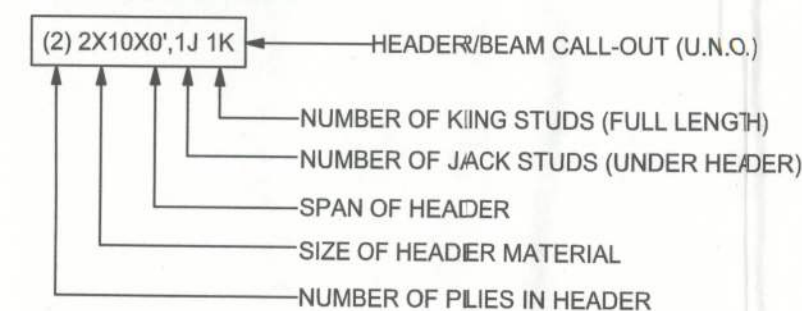 (2) 2X10X0',1J 1K HEADER/BEAM CALL-OUT (U.N.O.)
NUMBER OF KING STUDS (FULL LENGTH)
NUMBER OF JACK STUDS (UNDER HEADER)
SPAN OF HEADER
SIZE OF HEADER MATERIAL
NUMBER OF PLIES IN HEADER